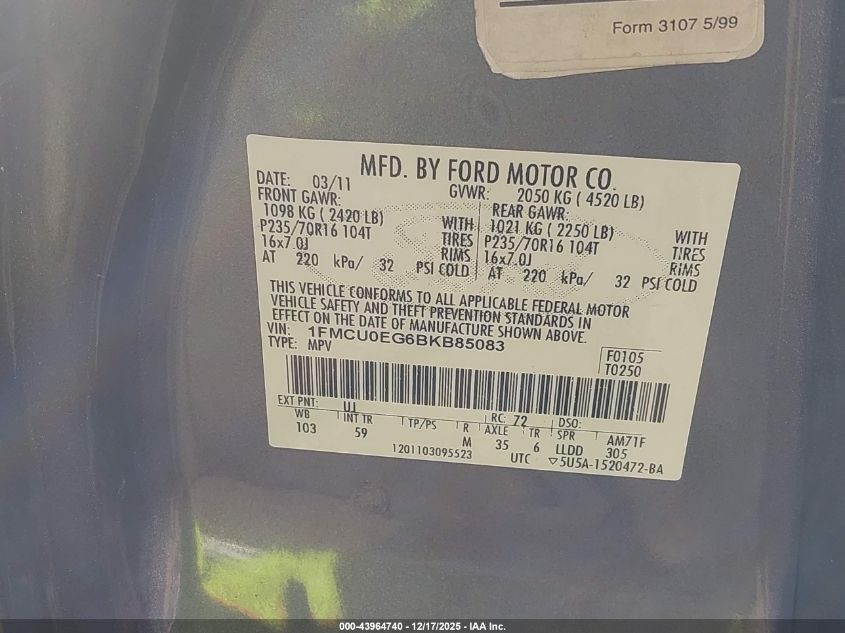 Form 3107 5/99
MFD. BY FORD MOTOR CO.
DATE: 03/11 GVWR: 2050 KG ( 4520 LB)
FRONT GAWR: REAR GAWR:
1098 KG ( 2420 LB) WITH 1021 KG ( 2250 LB) WITH
P235/70R16 104T TIRES P235/70R16 104T TIRES
16x7.0J RIMS 16x7.0J RIMS
AT 220 kPa/ 32 PSI COLD AT 220 kPa/ 32 PSI COLD
THIS VEHICLE CONFORMS TO ALL APPLICABLE FEDERAL MOTOR
VEHICLE SAFETY AND THEFT PREVENTION STANDARDS IN
EFFECT ON THE DATE OF MANUFACTURE SHOWN ABOVE.
VIN: 1FMCU0EG6BKB85083
TYPE: MPV
F0105
T0250
EXT PNT: UJ RC: 72 DSO:
WB INT TR TP/PS R AXLE TR SPR AM71F
103 59 M 35 6 LLDD 305
1201103095523 UTC ▽5U5A-1520472-BA
000-43964740 - 12/17/2025 - IAA Inc.